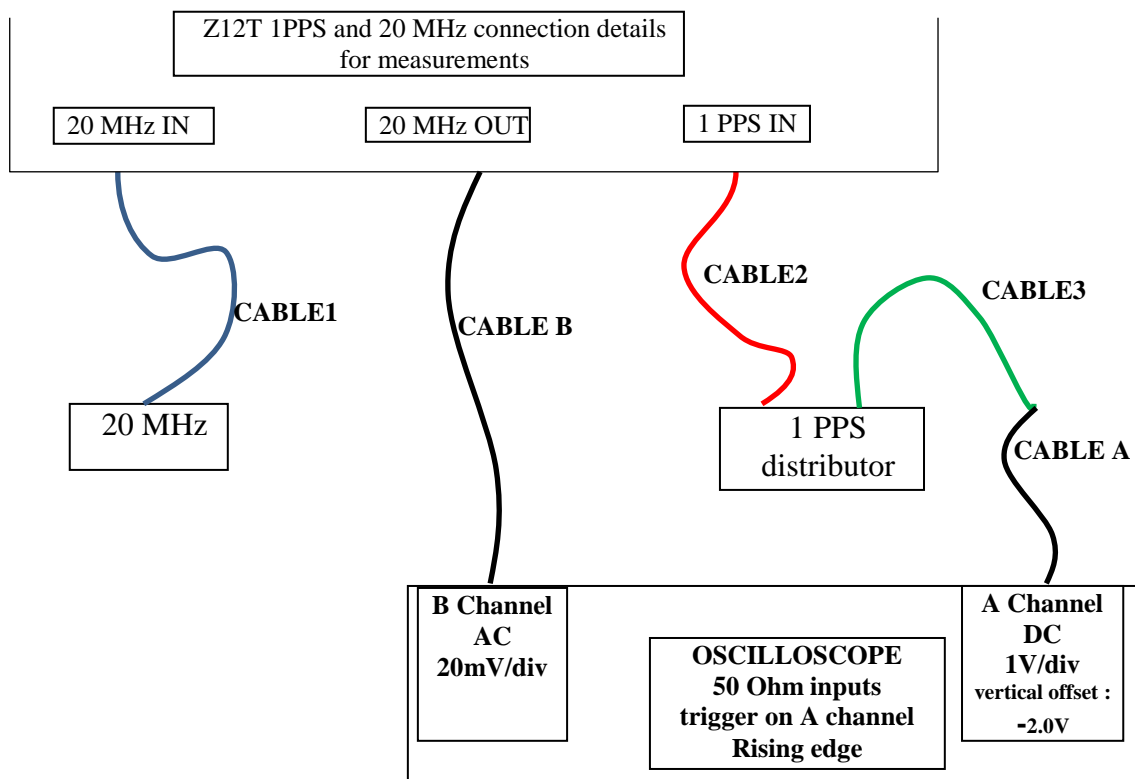 Z12T 1PPS and 20 MHz connection details
for measurements
20 MHz IN
20 MHz OUT
1 PPS IN
CABLE1
CABLE B
CABLE2
CABLE3
20 MHz
1 PPS
distributor
CABLE A
B Channel
AC
20mV/div
OSCILLOSCOPE
50 Ohm inputs
trigger on A channel
Rising edge
A Channel
DC
1V/div
vertical offset :
-2.0V